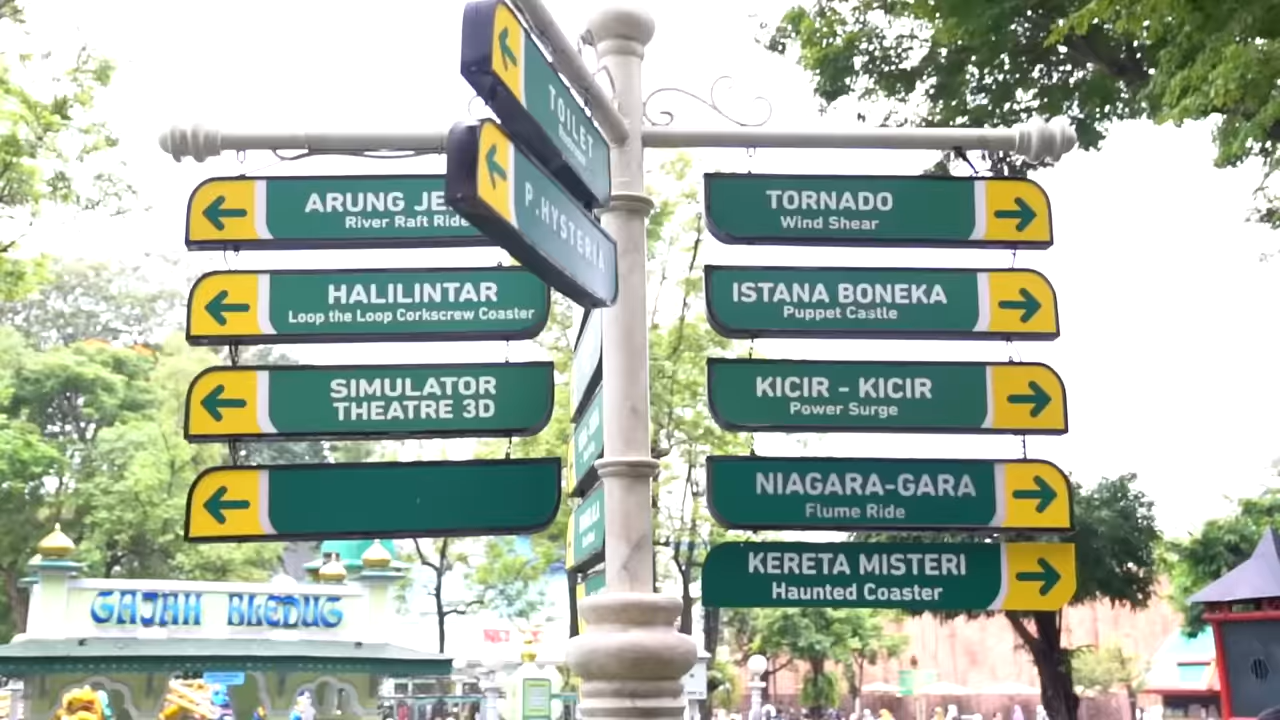 TOILET
P.HYSTERIA
ARUNG JE
River Raft Ride
HALILINTAR
Loop the Loop Corkscrew Coaster
SIMULATOR
THEATRE 3D
TORNADO
Wind Shear
ISTANA BONEKA
Puppet Castle
KICIR - KICIR
Power Surge
NIAGARA-GARA
Flume Ride
KERETA MISTERI
Haunted Coaster
GAJAH BLEDUG